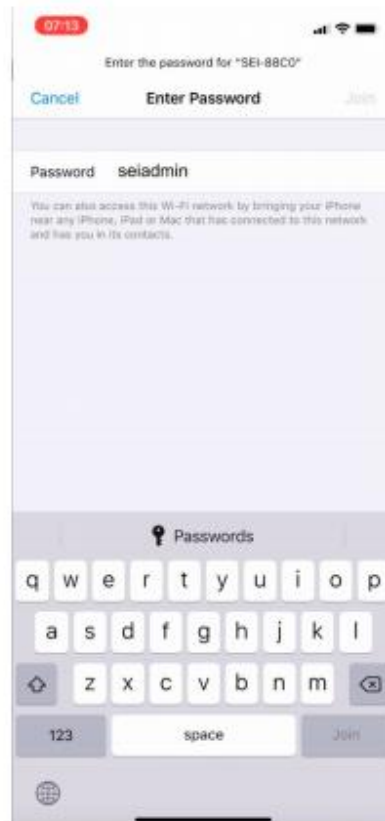 07:13
Enter the password for "SEI-88C0"
Cancel Enter Password Join
Password seiadmin
You can also access this Wi-Fi network by bringing your iPhone
near any iPhone, iPad or Mac that has connected to this network
and has you in its contacts.
Passwords
q w e r t y u i o p
a s d f g h j k l
z x c v b n m
123 space Join